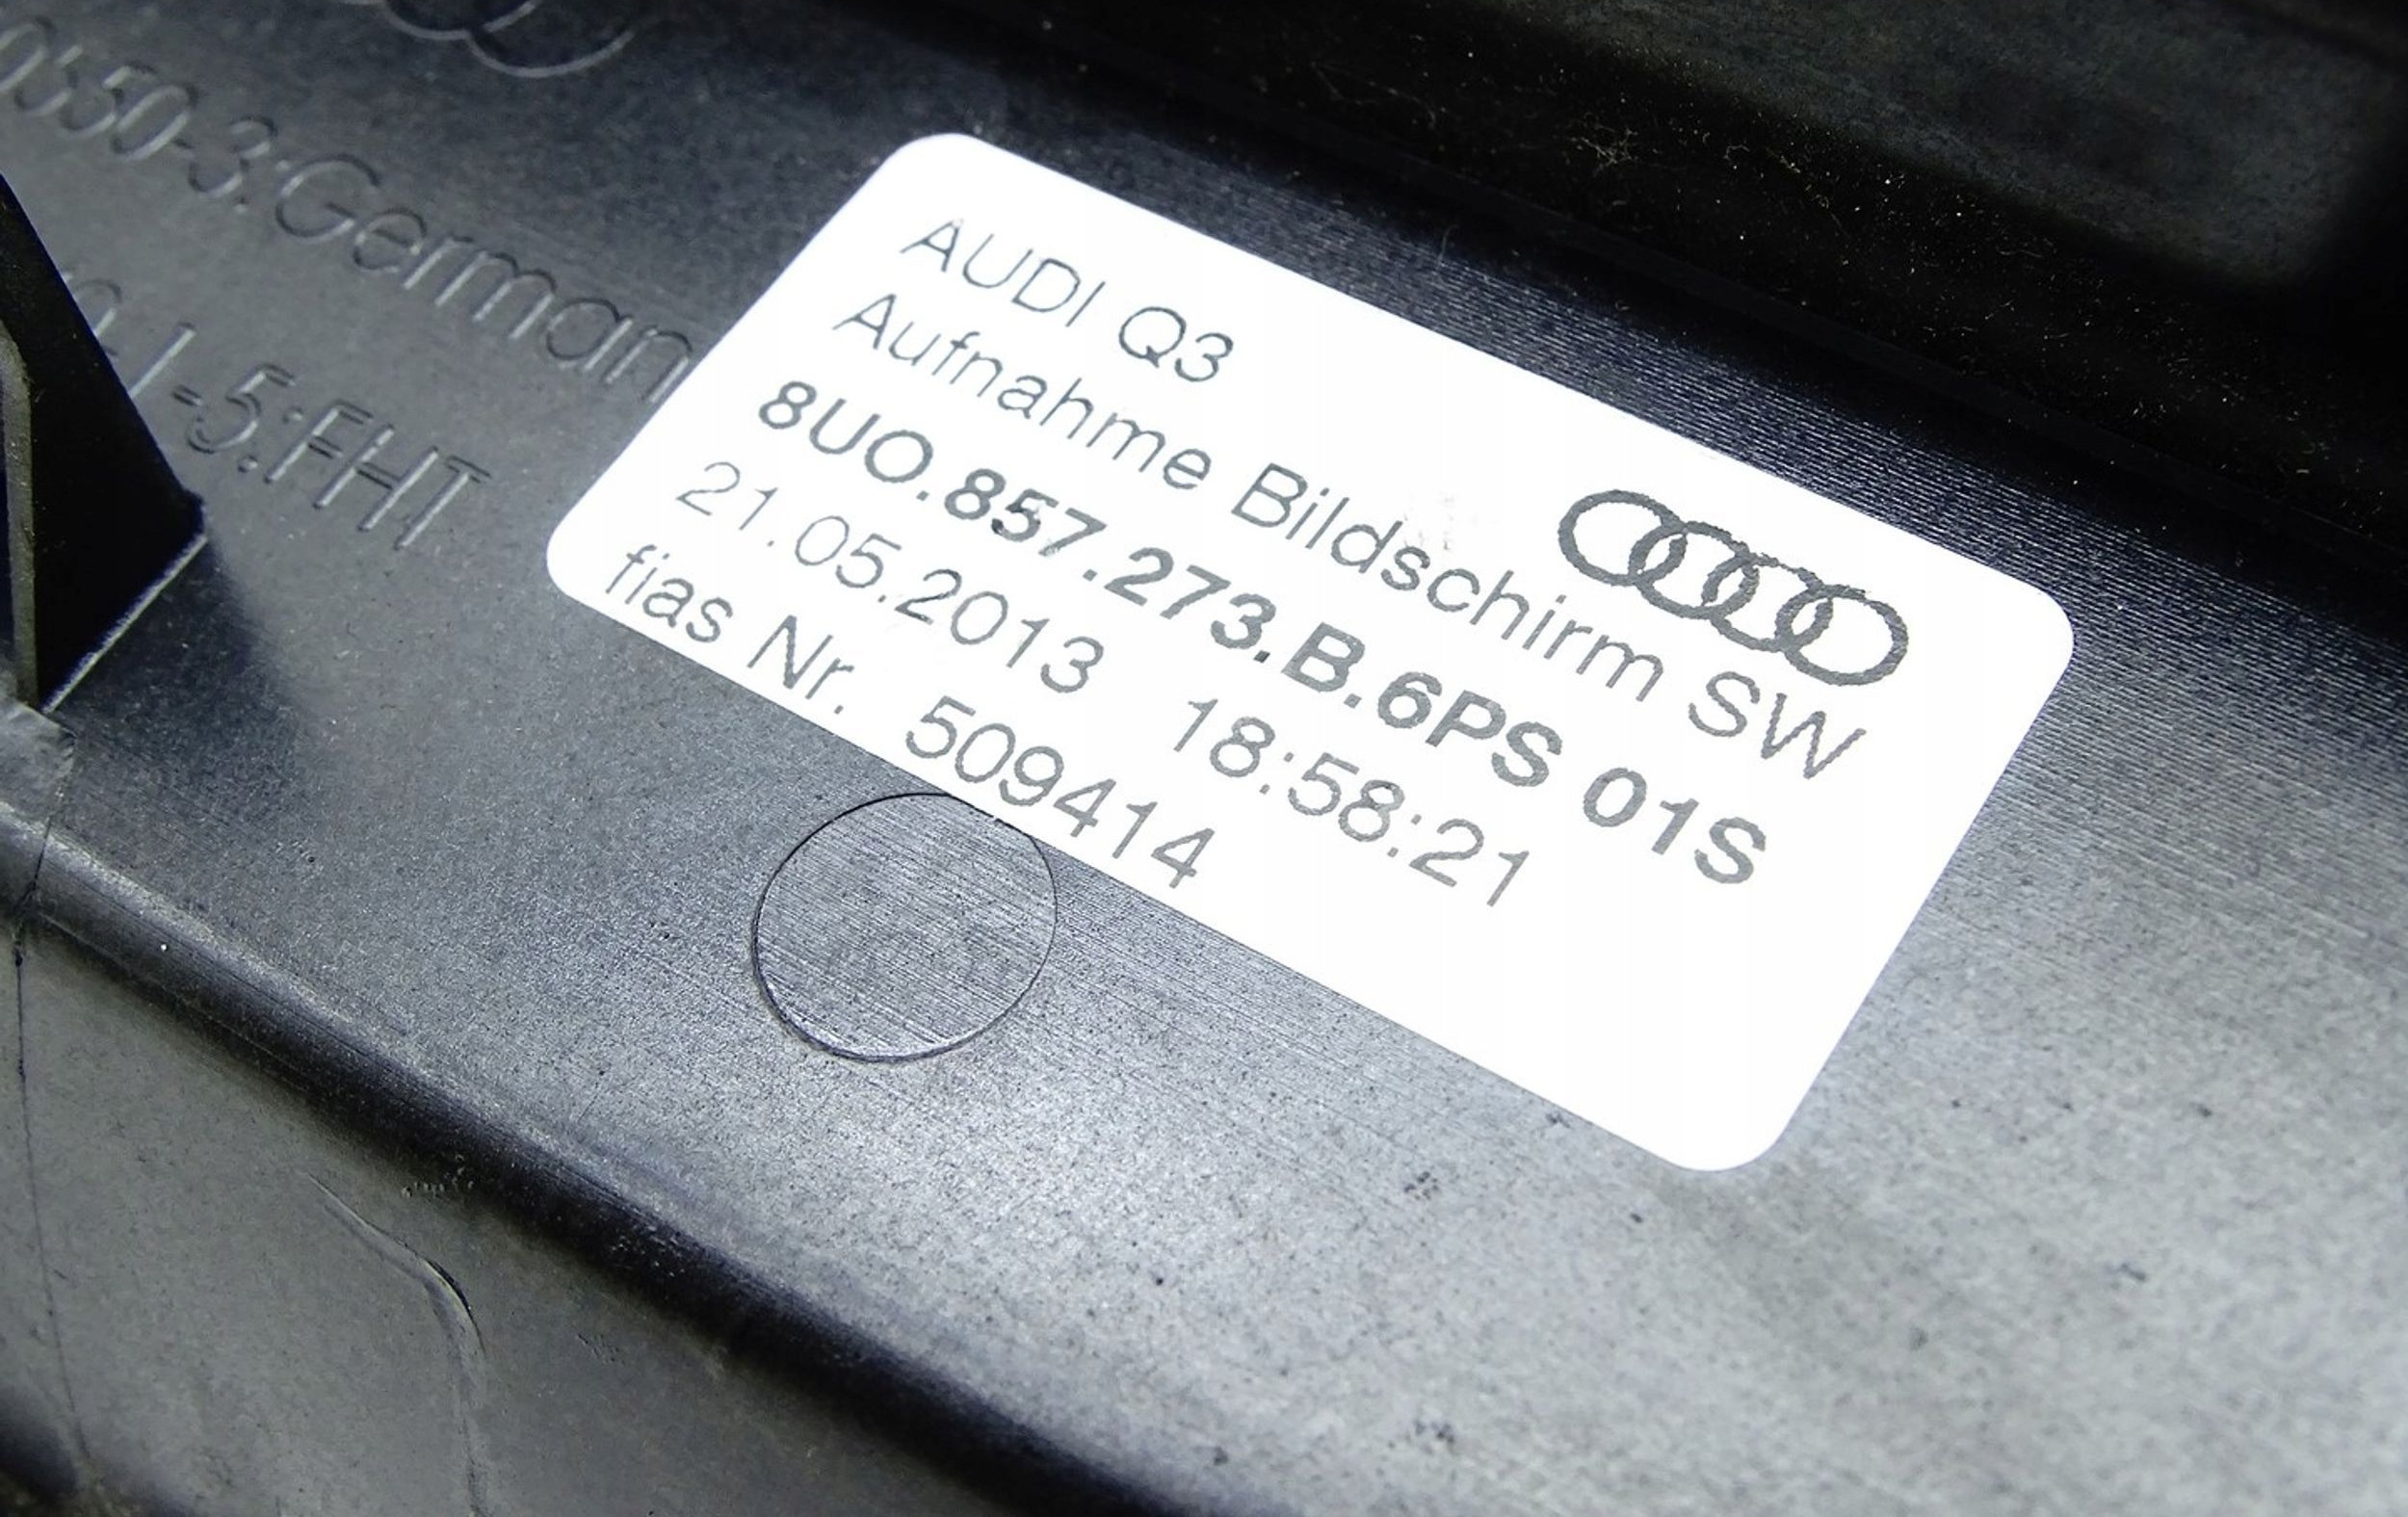 AUDI Q3
Aufnahme Bildschirm SW
8UO.857.273.B.6PS 01S
21.05.2013 18:58:21
fias Nr. 509414
550-3:German
1-5:FHT